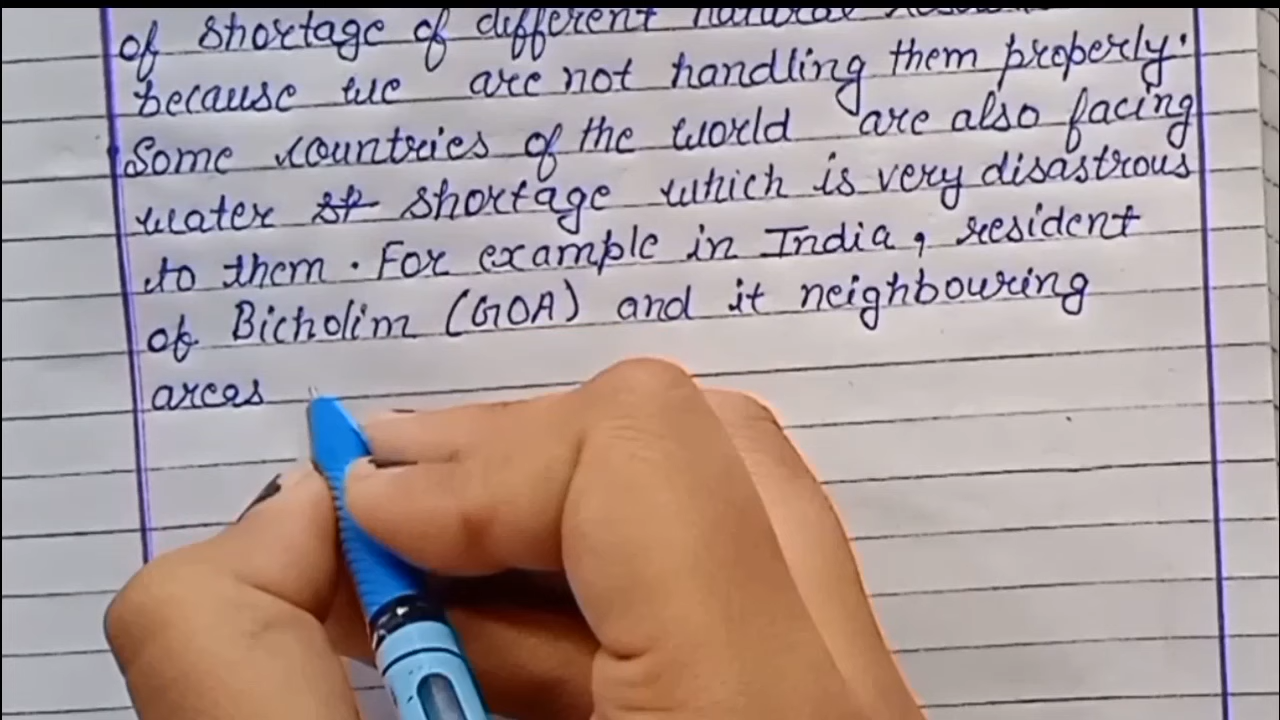 of shortage of different natural
because we are not handling them properly.
Some countries of the world are also facing
water st shortage which is very disastrous
to them. For example in India, resident
of Bicholim (GOA) and it neighbouring
areas